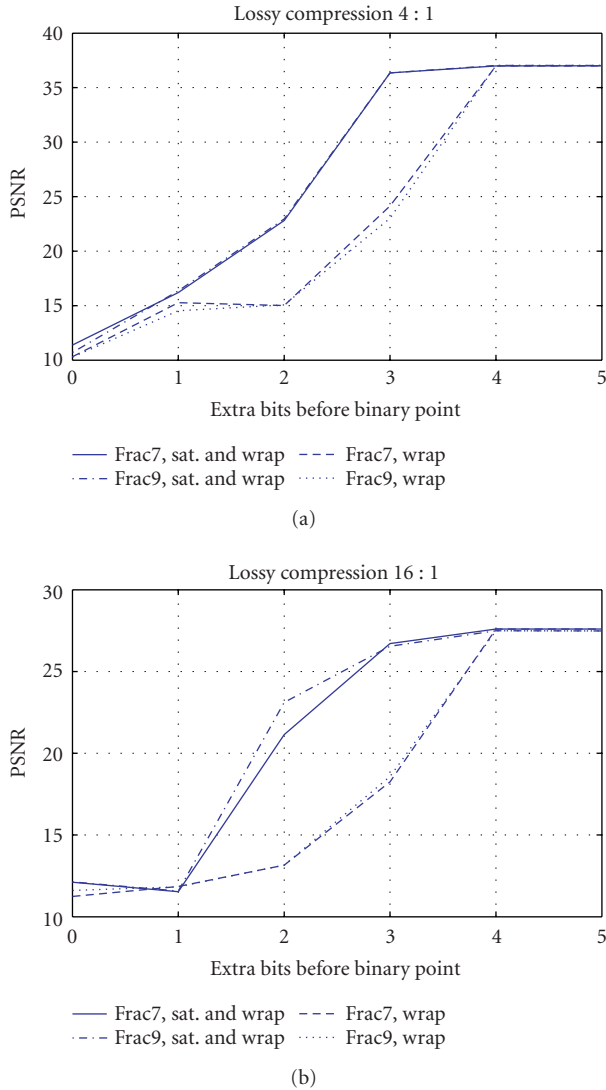 Lossy compression 4 : 1
40
35
30
25
20
15
10
PSNR
0 1 2 3 4 5
Extra bits before binary point
Frac7, sat. and wrap Frac7, wrap
Frac9, sat. and wrap Frac9, wrap
(a)
Lossy compression 16 : 1
30
25
20
15
10
PSNR
0 1 2 3 4 5
Extra bits before binary point
Frac7, sat. and wrap Frac7, wrap
Frac9, sat. and wrap Frac9, wrap
(b)